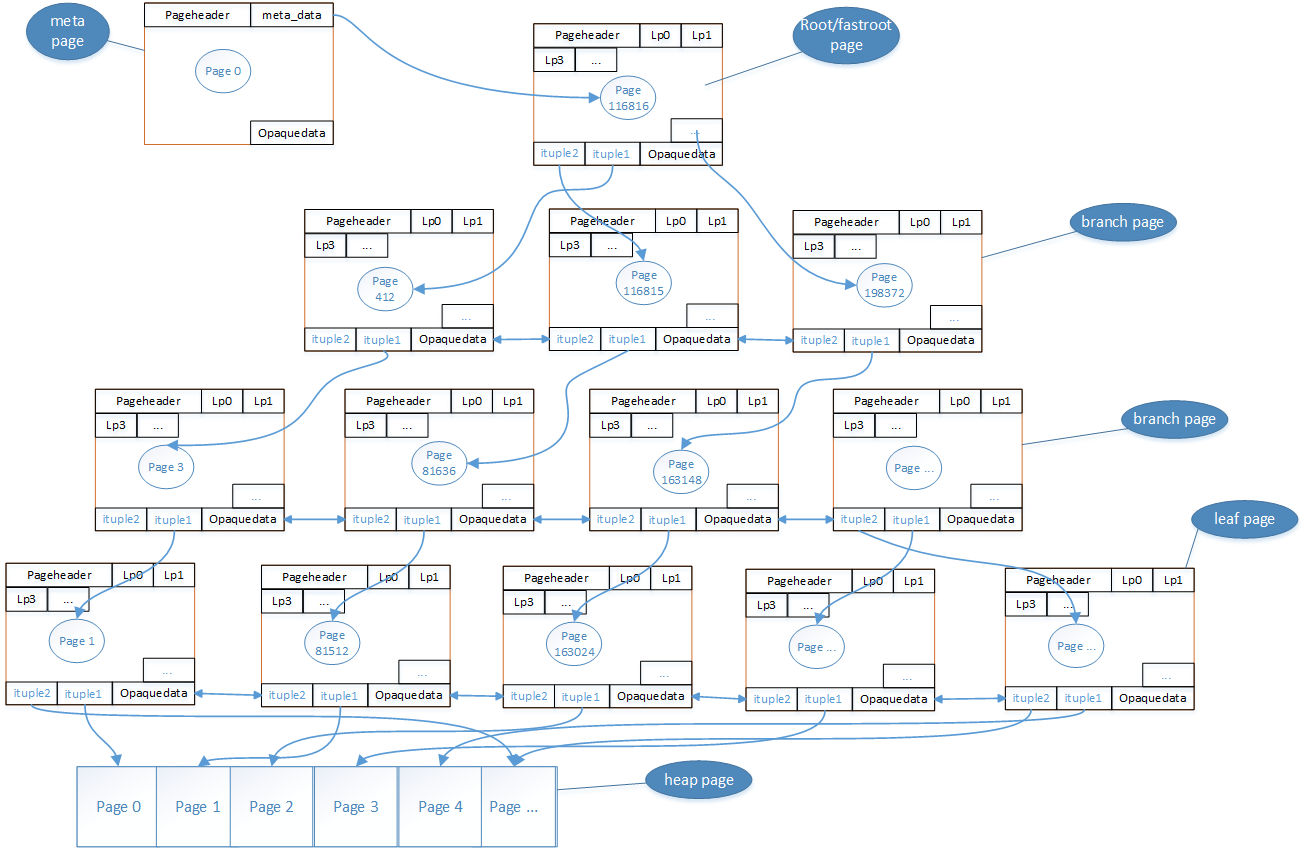 meta
page
Pageheader meta_data
Page 0
Opaquedata
Root/fastroot
page
Pageheader Lp0 Lp1
Lp3 ...
Page
116816
...
ituple2 ituple1 Opaquedata
branch page
Pageheader Lp0 Lp1
Lp3 ...
Page
412
...
ituple2 ituple1 Opaquedata
Pageheader Lp0 Lp1
Lp3 ...
Page
116815
...
ituple2 ituple1 Opaquedata
Pageheader Lp0 Lp1
Lp3 ...
Page
198372
...
ituple2 ituple1 Opaquedata
branch page
Pageheader Lp0 Lp1
Lp3 ...
Page 3
...
ituple2 ituple1 Opaquedata
Pageheader Lp0 Lp1
Lp3 ...
Page
81636
...
ituple2 ituple1 Opaquedata
Pageheader Lp0 Lp1
Lp3 ...
Page
163148
...
ituple2 ituple1 Opaquedata
Pageheader Lp0 Lp1
Lp3 ...
Page ...
...
ituple2 ituple1 Opaquedata
leaf page
Pageheader Lp0 Lp1
Lp3 ...
Page 1
...
ituple2 ituple1 Opaquedata
Pageheader Lp0 Lp1
Lp3 ...
Page
81512
...
ituple2 ituple1 Opaquedata
Pageheader Lp0 Lp1
Lp3 ...
Page
163024
...
ituple2 ituple1 Opaquedata
Pageheader Lp0 Lp1
Lp3 ...
Page ...
...
ituple2 ituple1 Opaquedata
Pageheader Lp0 Lp1
Lp3 ...
Page ...
...
ituple2 ituple1 Opaquedata
heap page
Page 0 Page 1 Page 2 Page 3 Page 4 Page ...